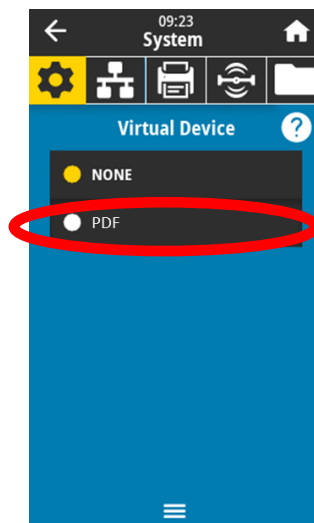 09:23
System
Virtual Device
?
NONE
PDF